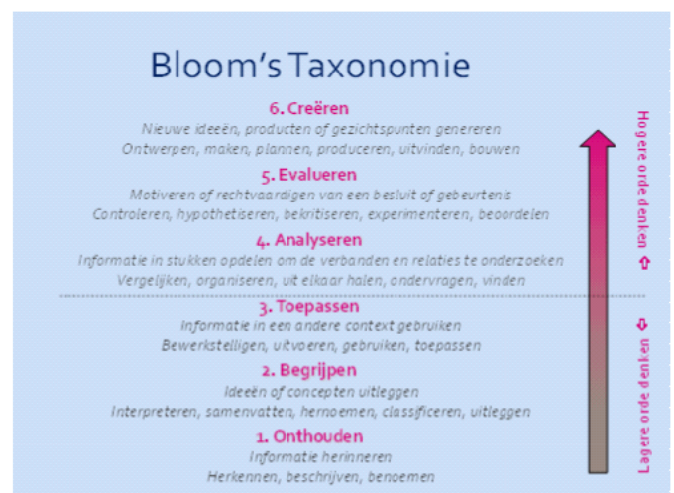 Bloom's Taxonomie
6. Creëren
Nieuwe ideeën, producten of gezichtspunten genereren
Ontwerpen, maken, plannen, produceren, uitvinden, bouwen
5. Evalueren
Motiveren of rechtvaardigen van een besluit of gebeurtenis
Controleren, hypothetiseren, bekritiseren, experimenteren, beoordelen
4. Analyseren
Informatie in stukken opdelen om de verbanden en relaties te onderzoeken
Vergelijken, organiseren, uit elkaar halen, ondervragen, vinden
3. Toepassen
Informatie in een andere context gebruiken
Bewerkstelligen, uitvoeren, gebruiken, toepassen
2. Begrijpen
Ideeën of concepten uitleggen
Interpreteren, samenvatten, hernoemen, classificeren, uitleggen
1. Onthouden
Informatie herinneren
Herkennen, beschrijven, benoemen
Hogere orde denken
Lagere orde denken